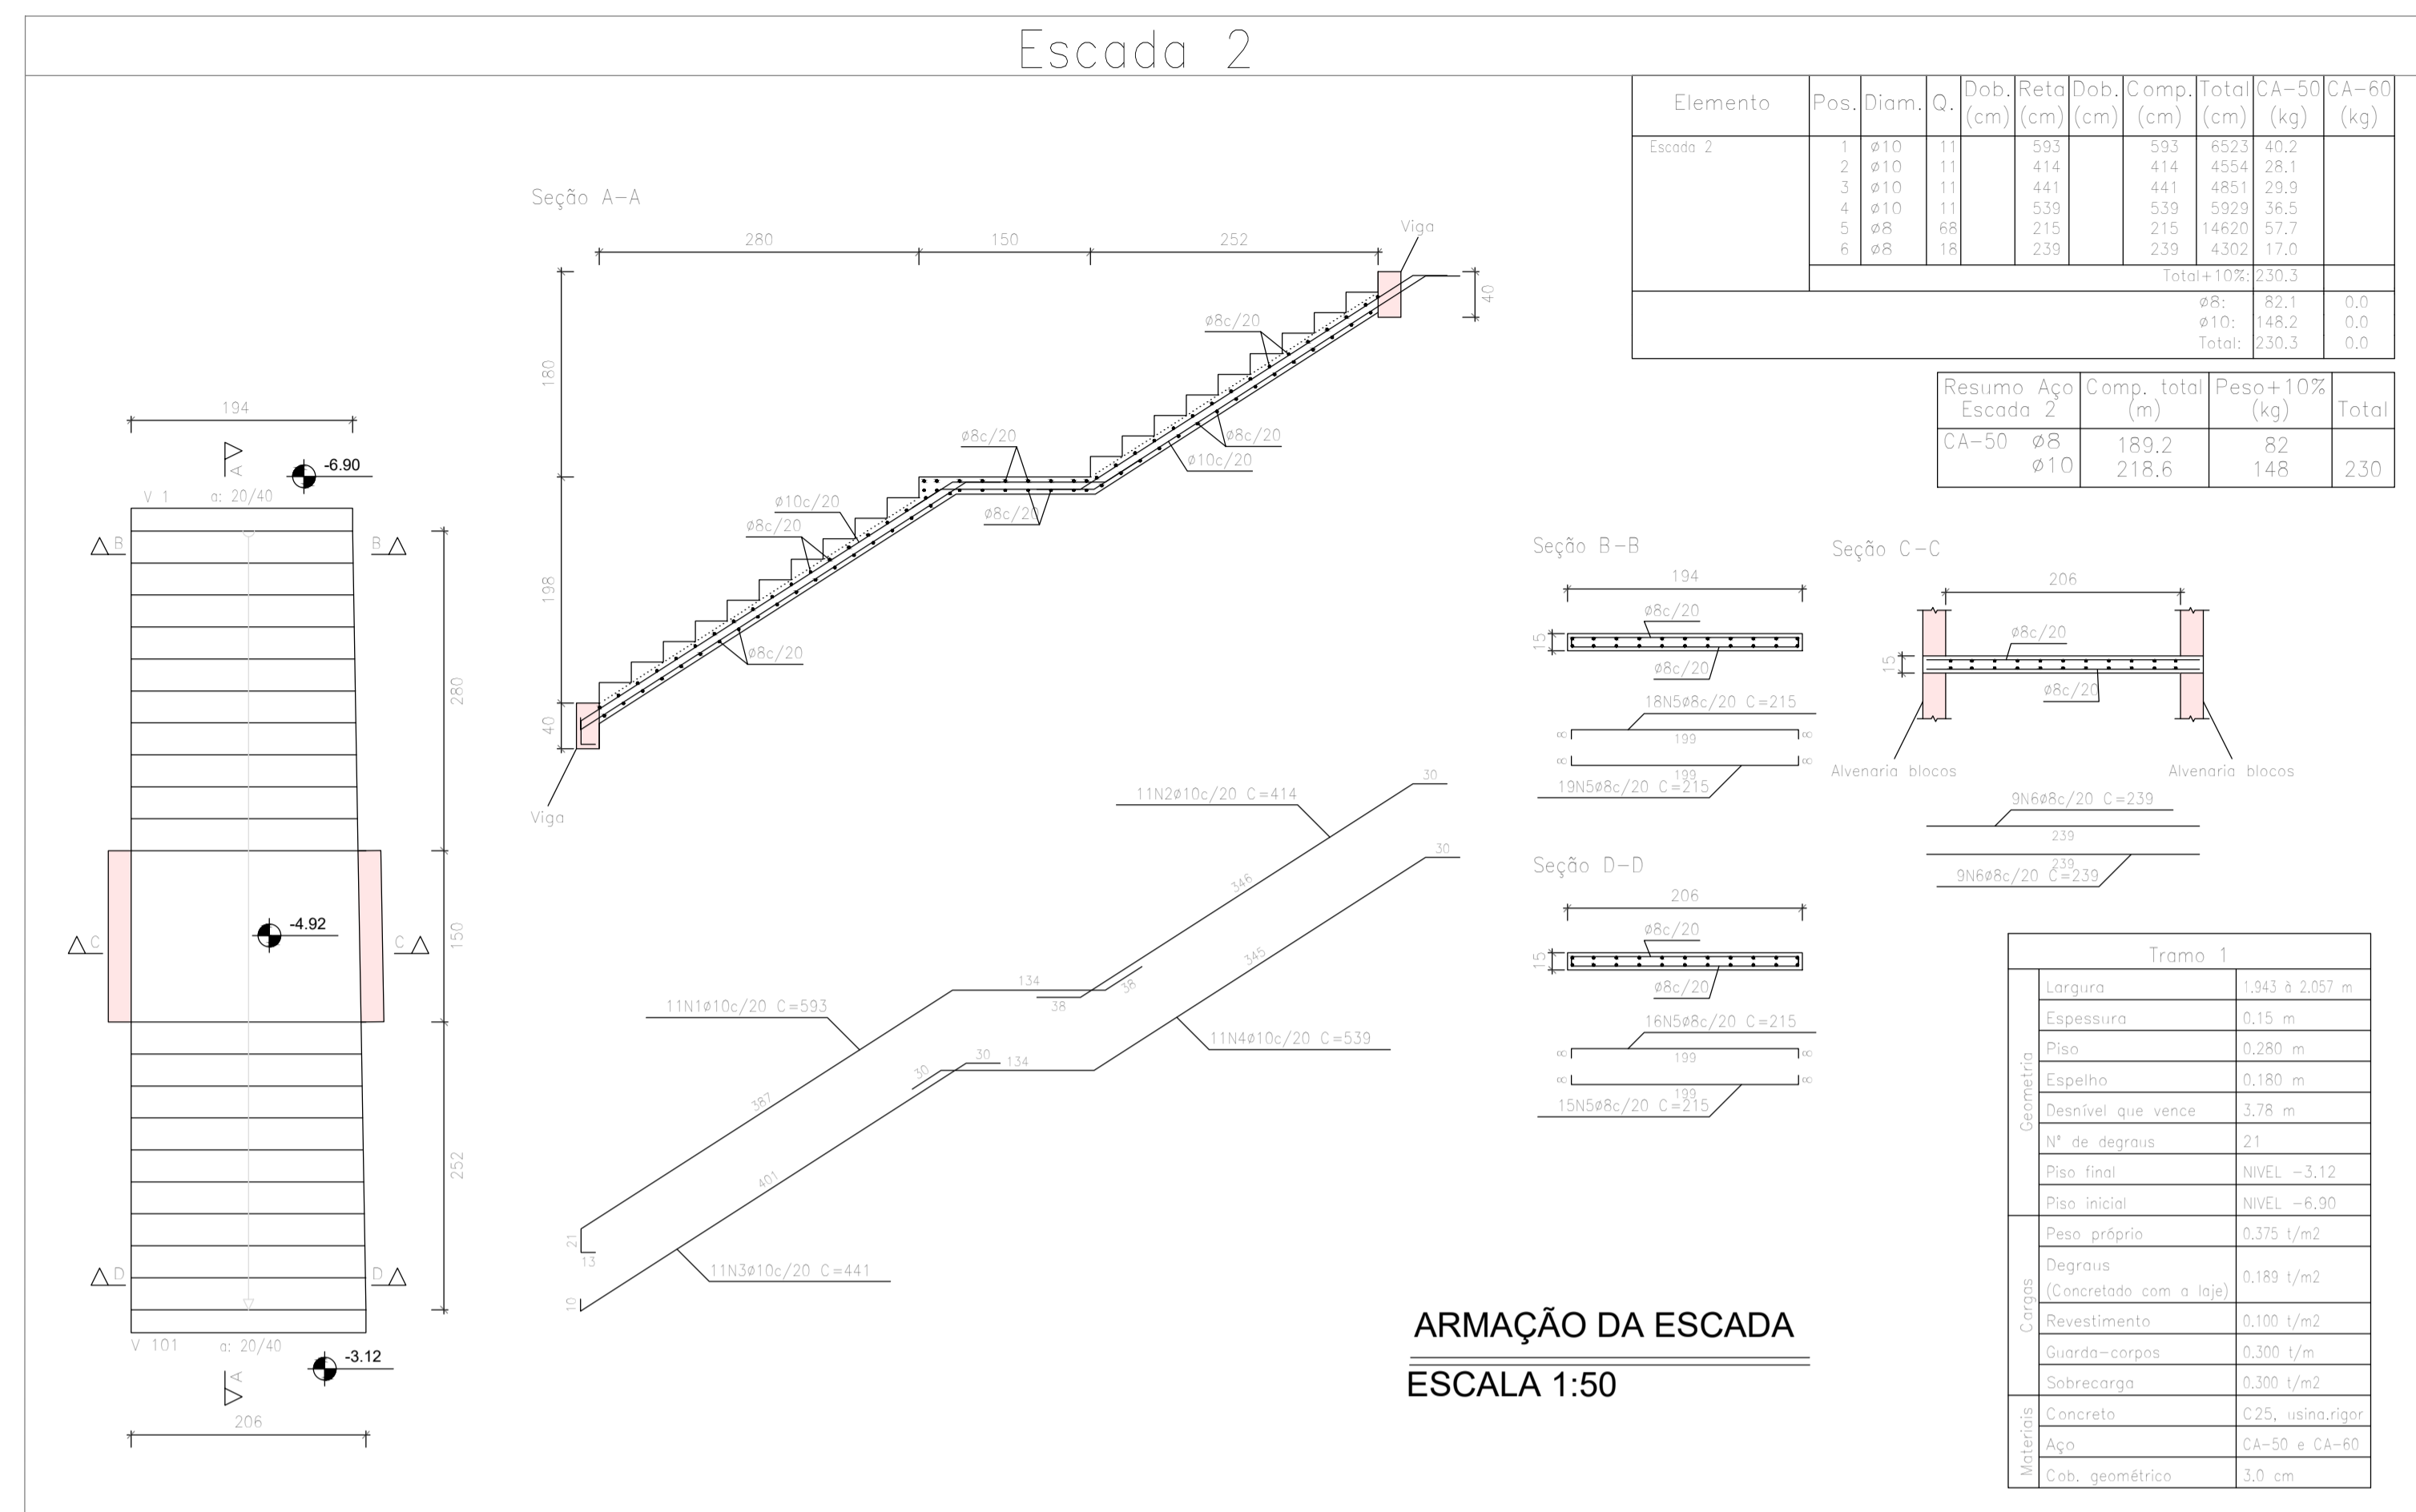 Escada 2
Elemento Pos. Diam. Q. Dob. (cm) Reta (cm) Dob. (cm) Comp. (cm) Total (cm) CA-50 (kg) CA-60 (kg)
Escada 2 1 ø10 11 593 593 6523 40.2
2 ø10 11 414 414 4554 28.1
3 ø10 11 441 441 4851 29.9
4 ø10 11 539 539 5929 36.5
5 ø8 68 215 215 14620 57.7
6 ø8 18 239 239 4302 17.0
Total+10%: 230.3
ø8: 82.1 0.0
ø10: 148.2 0.0
Total: 230.3 0.0
Resumo Aço Escada 2 Comp. total (m) Peso+10% (kg) Total
CA-50 ø8 189.2 82
ø10 218.6 148 230
Seção A-A
280
150
252
Viga
40
180
198
40
ø8c/20
ø8c/20
ø10c/20
ø8c/20
ø8c/20
ø10c/20
ø8c/20
ø8c/20
Viga
194
A
-6.90
V 1 a: 20/40
B
B
280
-4.92
C
C
150
252
D
D
V 101 a: 20/40
-3.12
A
206
11N2ø10c/20 C=414
30
346
30
134
38
38
345
11N1ø10c/20 C=593
11N4ø10c/20 C=539
30
134
30
387
401
21
13
11N3ø10c/20 C=441
10
Seção B-B
194
ø8c/20
15
ø8c/20
18N5ø8c/20 C=215
8
199
8
8
199
8
19N5ø8c/20 C=215
Seção C-C
206
ø8c/20
15
ø8c/20
Alvenaria blocos
Alvenaria blocos
9N6ø8c/20 C=239
239
239
9N6ø8c/20 C=239
Seção D-D
206
ø8c/20
15
ø8c/20
16N5ø8c/20 C=215
8
199
8
8
199
8
15N5ø8c/20 C=215
Tramo 1
Geometria
Largura 1.943 à 2.057 m
Espessura 0.15 m
Piso 0.280 m
Espelho 0.180 m
Desnível que vence 3.78 m
Nº de degraus 21
Piso final NIVEL -3.12
Piso inicial NIVEL -6.90
Cargas
Peso próprio 0.375 t/m2
Degraus
(Concretado com a laje) 0.189 t/m2
Revestimento 0.100 t/m2
Guarda-corpos 0.300 t/m
Sobrecarga 0.300 t/m2
Materiais
Concreto C25, usina.rigor
Aço CA-50 e CA-60
Cob. geométrico 3.0 cm
ARMAÇÃO DA ESCADA
ESCALA 1:50